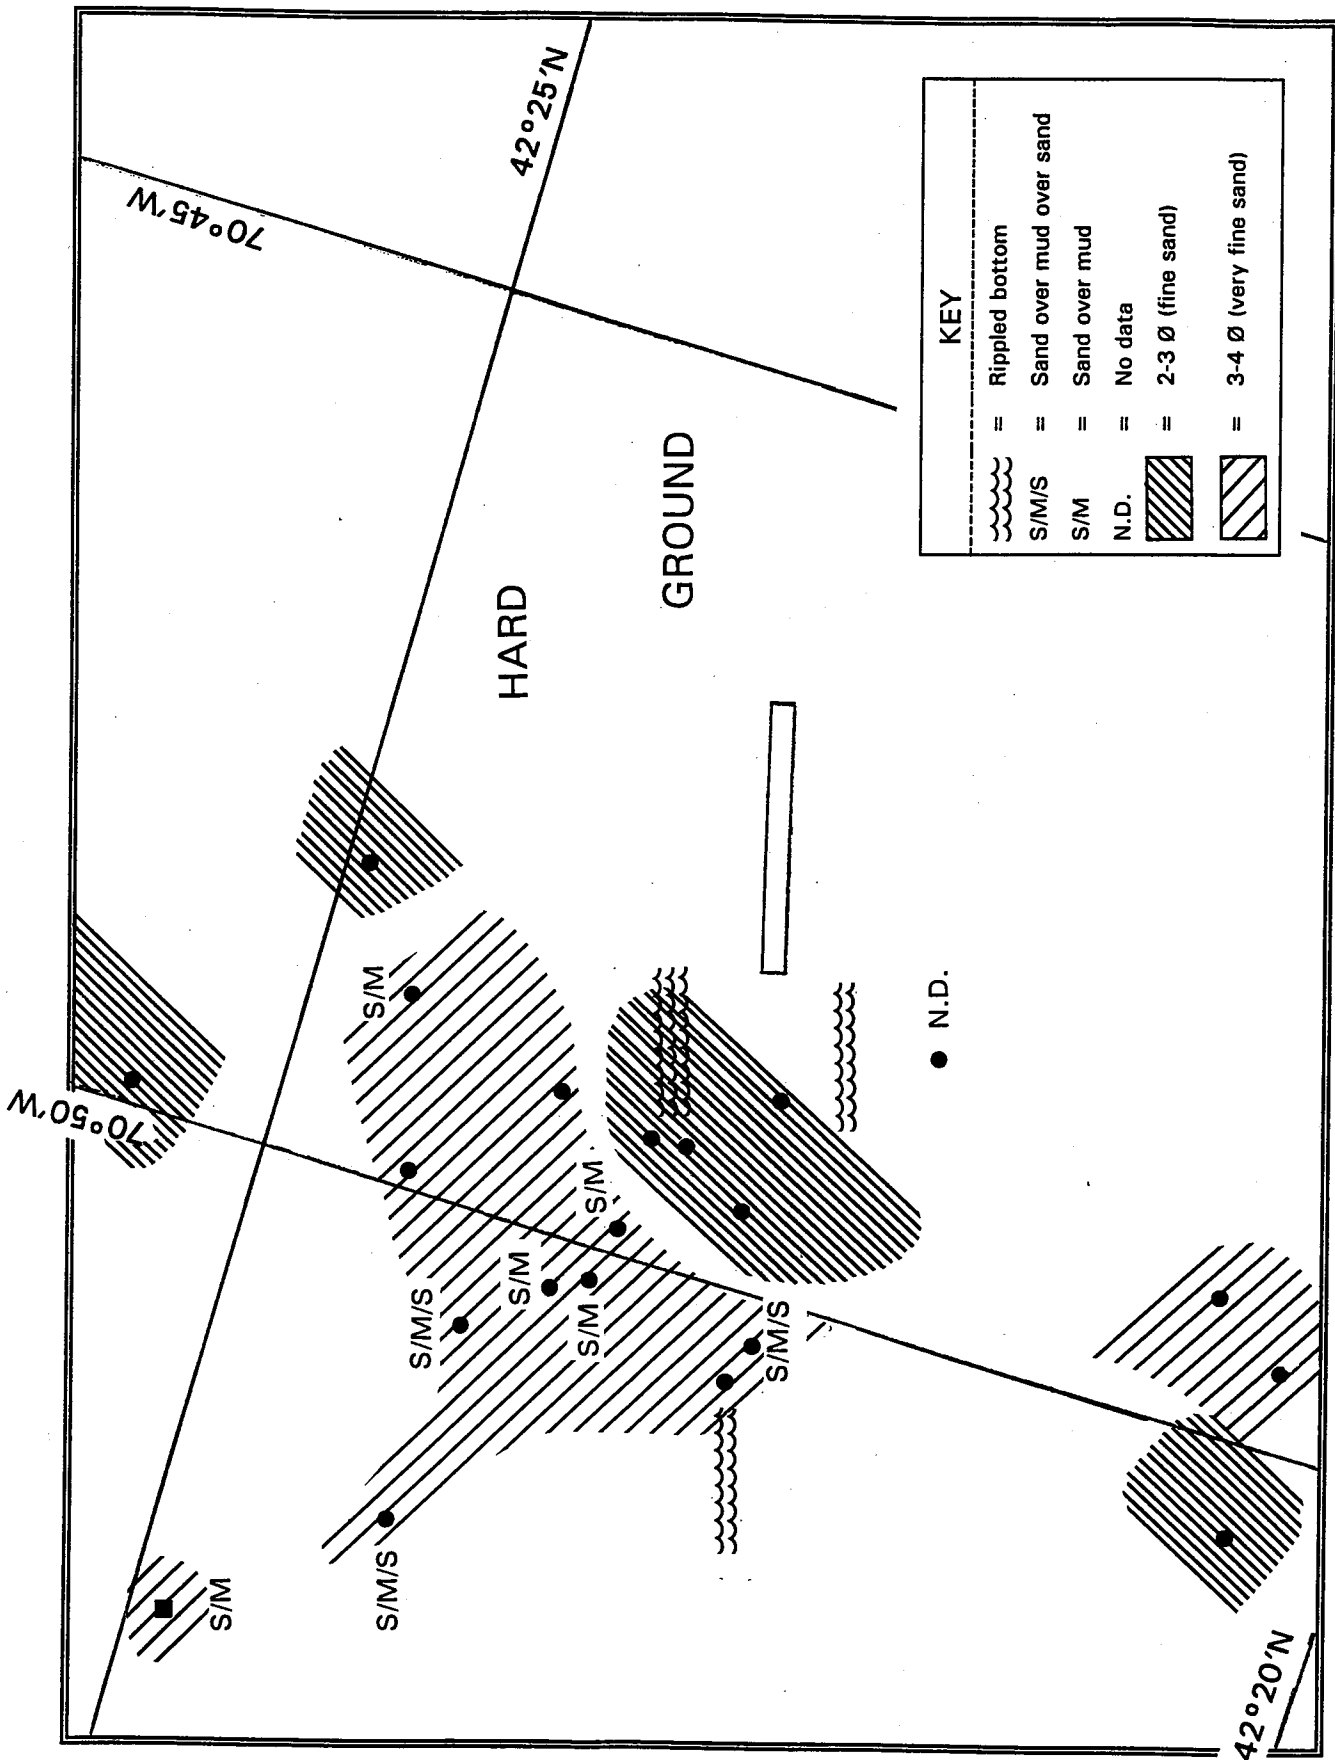 70°50'W
70°45'W
42°25'N
S/M
S/M/S
S/M/S
S/M
S/M
S/M
S/M
S/M/S
HARD
GROUND
N.D.
42°20'N
KEY
= Rippled bottom
S/M/S = Sand over mud over sand
S/M = Sand over mud
N.D. = No data
= 2-3 Ø (fine sand)
= 3-4 Ø (very fine sand)